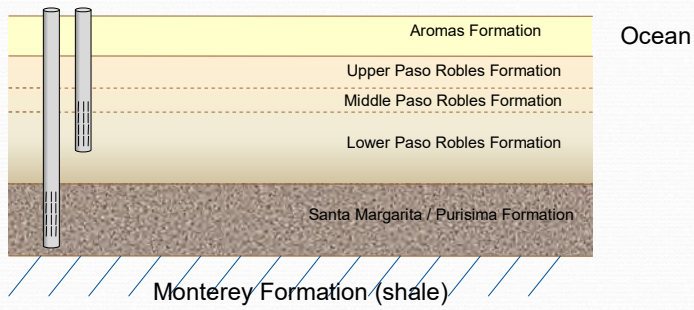 Aromas Formation
Ocean
Upper Paso Robles Formation
Middle Paso Robles Formation
Lower Paso Robles Formation
Santa Margarita / Purisima Formation
Monterey Formation (shale)